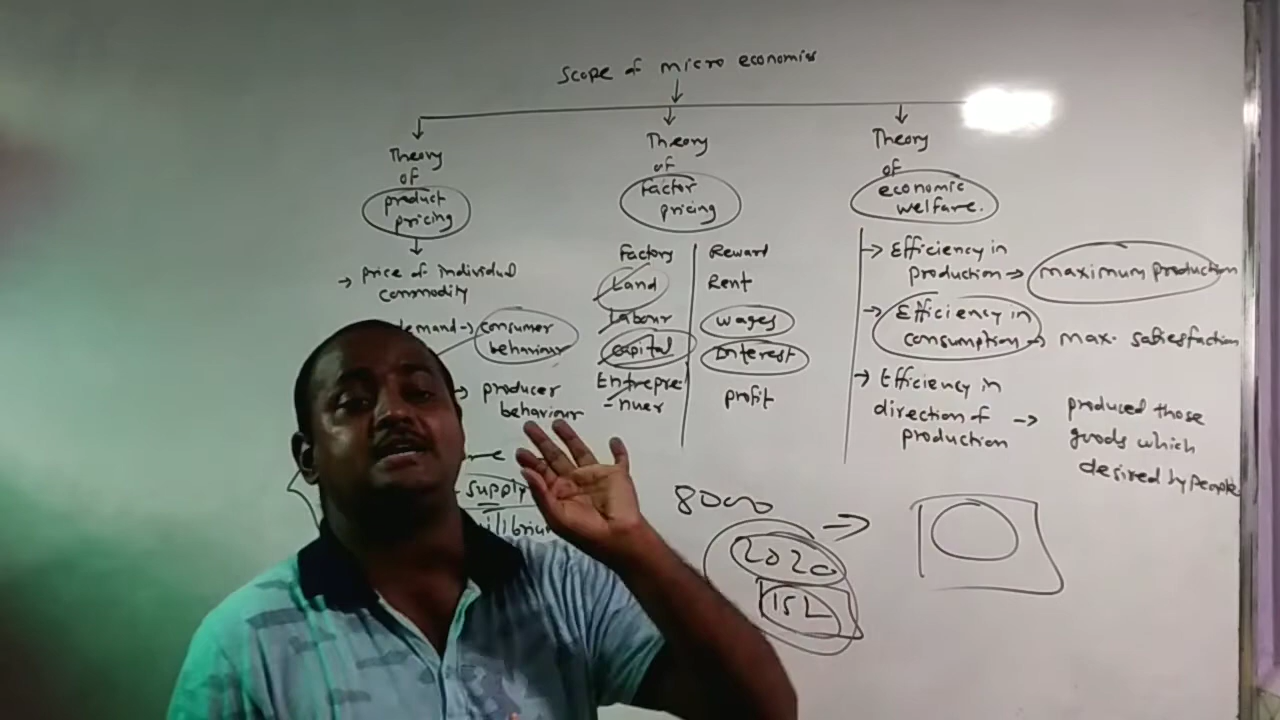 Scope of micro economics
Theory
of
product
pricing
→ price of individual
commodity
demand → consumer
behaviour
→ producer
behaviour
supply
Theory
of
factor
pricing
Factory
Reward
Land
Rent
Labour
wages
capital
Interest
Entrepre
-nuer
profit
Theory
of
economic
welfare.
→ Efficiency in
production → maximum production
→ Efficiency in
consumption → max. satiesfaction
→ Efficiency in
direction of
production →
produced those
goods which
desired by people
8000
2020 →
15L